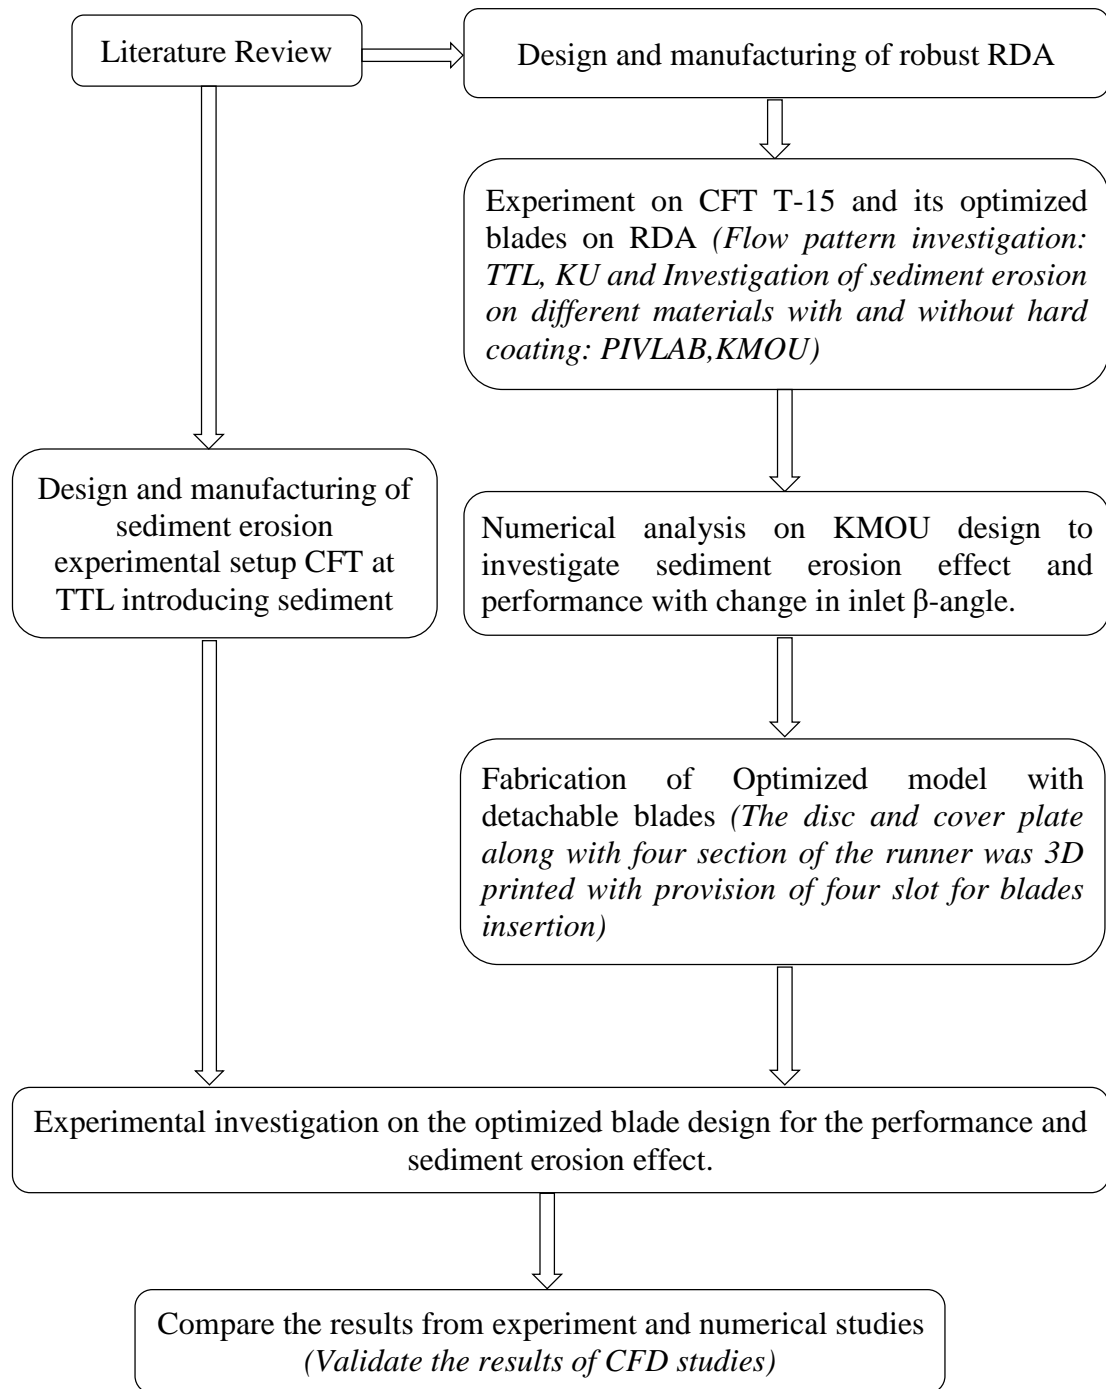 Literature Review
Design and manufacturing of robust RDA
Experiment on CFT T-15 and its optimized
blades on RDA (Flow pattern investigation:
TTL, KU and Investigation of sediment erosion
on different materials with and without hard
coating: PIVLAB,KMOU)
Design and manufacturing of
sediment erosion
experimental setup CFT at
TTL introducing sediment
Numerical analysis on KMOU design to
investigate sediment erosion effect and
performance with change in inlet β-angle.
Fabrication of Optimized model with
detachable blades (The disc and cover plate
along with four section of the runner was 3D
printed with provision of four slot for blades
insertion)
Experimental investigation on the optimized blade design for the performance and
sediment erosion effect.
Compare the results from experiment and numerical studies
(Validate the results of CFD studies)